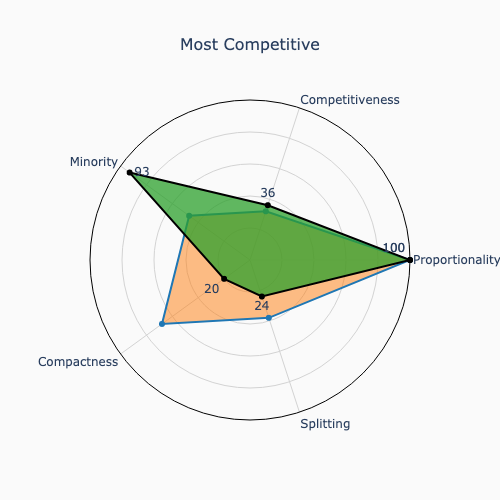 Most Competitive
Competitiveness
Minority
93
36
100
Proportionality
20
24
Compactness
Splitting